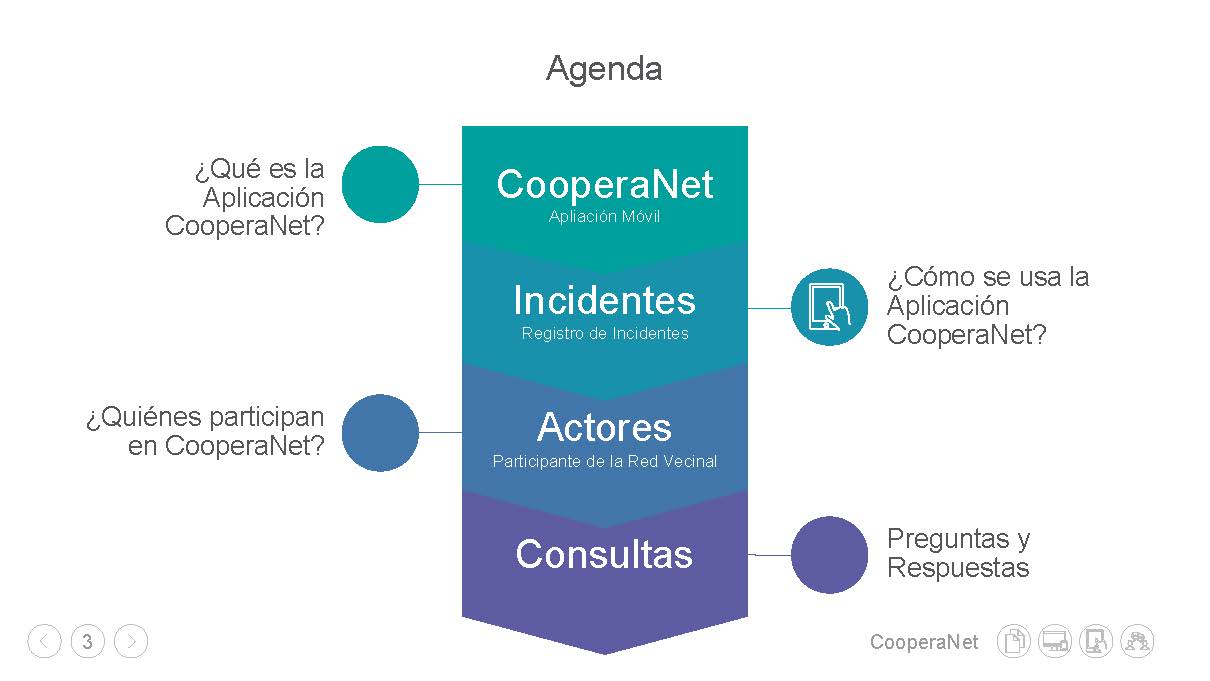 Agenda
¿Qué es la
Aplicación
CooperaNet?
CooperaNet
Apliación Móvil
Incidentes
Registro de Incidentes
¿Cómo se usa la
Aplicación
CooperaNet?
¿Quiénes participan
en CooperaNet?
Actores
Participante de la Red Vecinal
Consultas
Preguntas y
Respuestas
3
CooperaNet